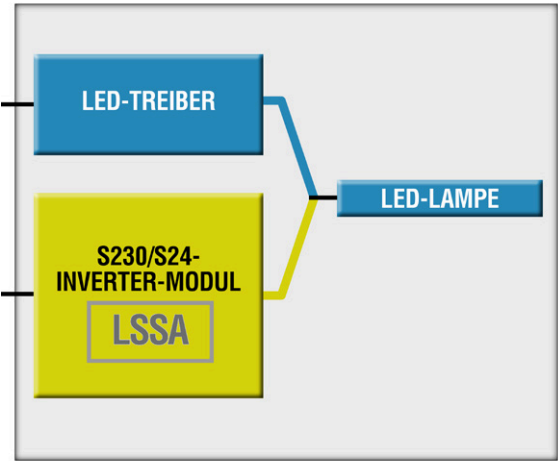 LED-TREIBER
LED-LAMPE
S230/S24-
INVERTER-MODUL
LSSA